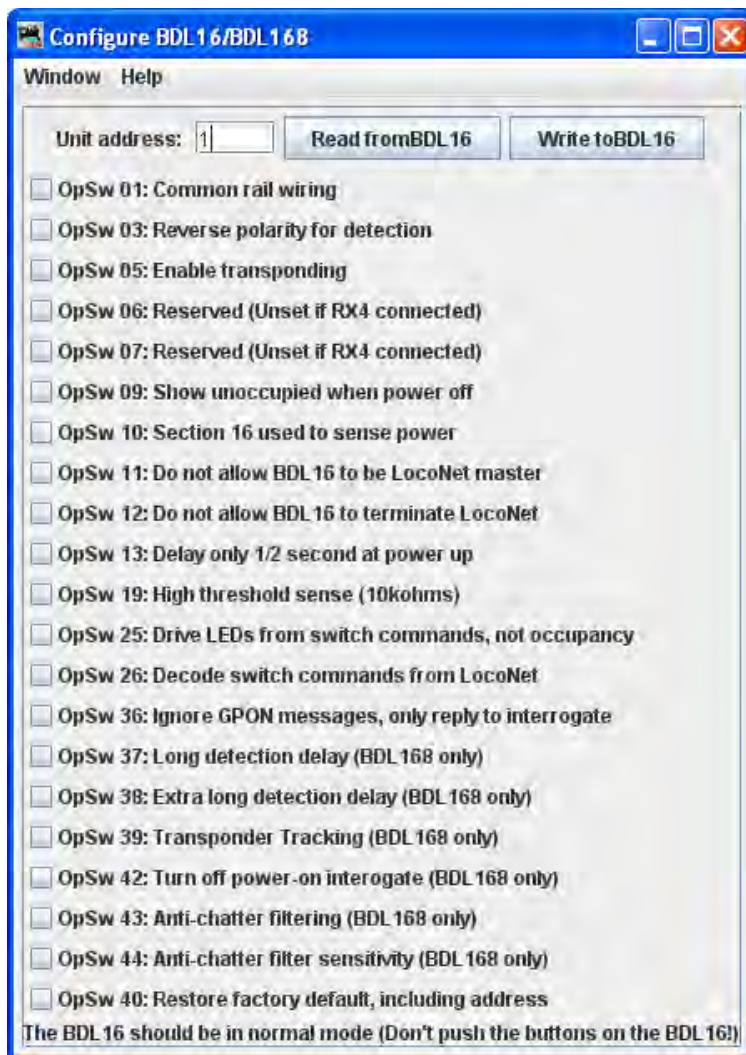 Configure BDL16/BDL168
Window Help
Unit address: 1 Read fromBDL16 Write toBDL16
OpSw 01: Common rail wiring
OpSw 03: Reverse polarity for detection
OpSw 05: Enable transponding
OpSw 06: Reserved (Unset if RX4 connected)
OpSw 07: Reserved (Unset if RX4 connected)
OpSw 09: Show unoccupied when power off
OpSw 10: Section 16 used to sense power
OpSw 11: Do not allow BDL16 to be LocoNet master
OpSw 12: Do not allow BDL16 to terminate LocoNet
OpSw 13: Delay only 1/2 second at power up
OpSw 19: High threshold sense (10kohms)
OpSw 25: Drive LEDs from switch commands, not occupancy
OpSw 26: Decode switch commands from LocoNet
OpSw 36: Ignore GPON messages, only reply to interrogate
OpSw 37: Long detection delay (BDL168 only)
OpSw 38: Extra long detection delay (BDL168 only)
OpSw 39: Transponder Tracking (BDL168 only)
OpSw 42: Turn off power-on interogate (BDL168 only)
OpSw 43: Anti-chatter filtering (BDL168 only)
OpSw 44: Anti-chatter filter sensitivity (BDL168 only)
OpSw 40: Restore factory default, including address
The BDL16 should be in normal mode (Don't push the buttons on the BDL16!)